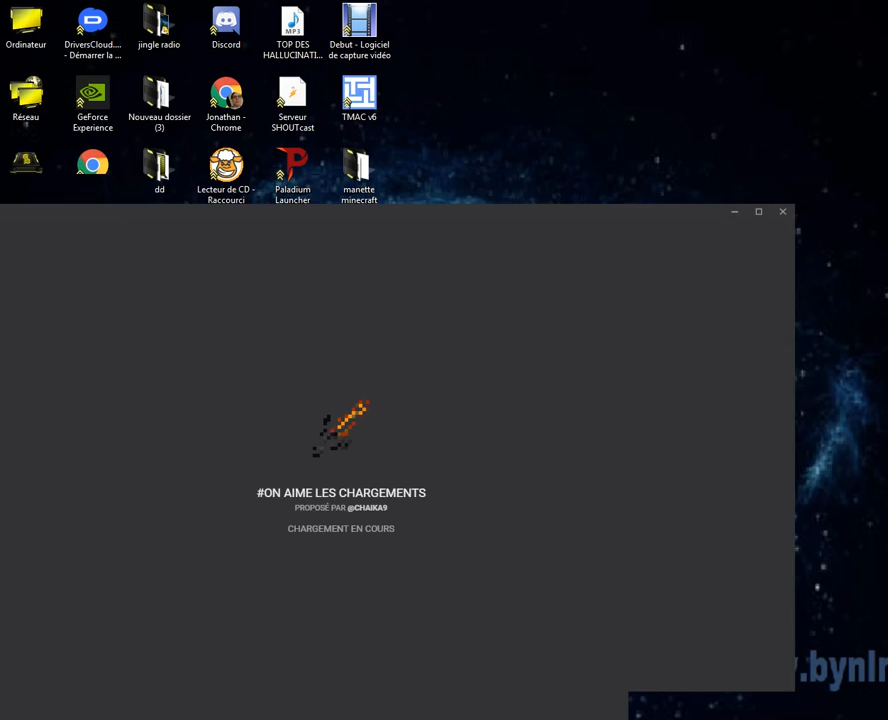 Ordinateur
DriversCloud....
- Démarrer la ...
jingle radio
Discord
TOP DES
HALLUCINATI...
MP3
Debut - Logiciel
de capture vidéo
Réseau
GeForce
Experience
Nouveau dossier
(3)
Jonathan -
Chrome
Serveur
SHOUTcast
TMAC v6
dd
Lecteur de CD -
Raccourci
Paladium
Launcher
manette
minecraft
#ON AIME LES CHARGEMENTS
PROPOSÉ PAR @CHAIKA9
CHARGEMENT EN COURS